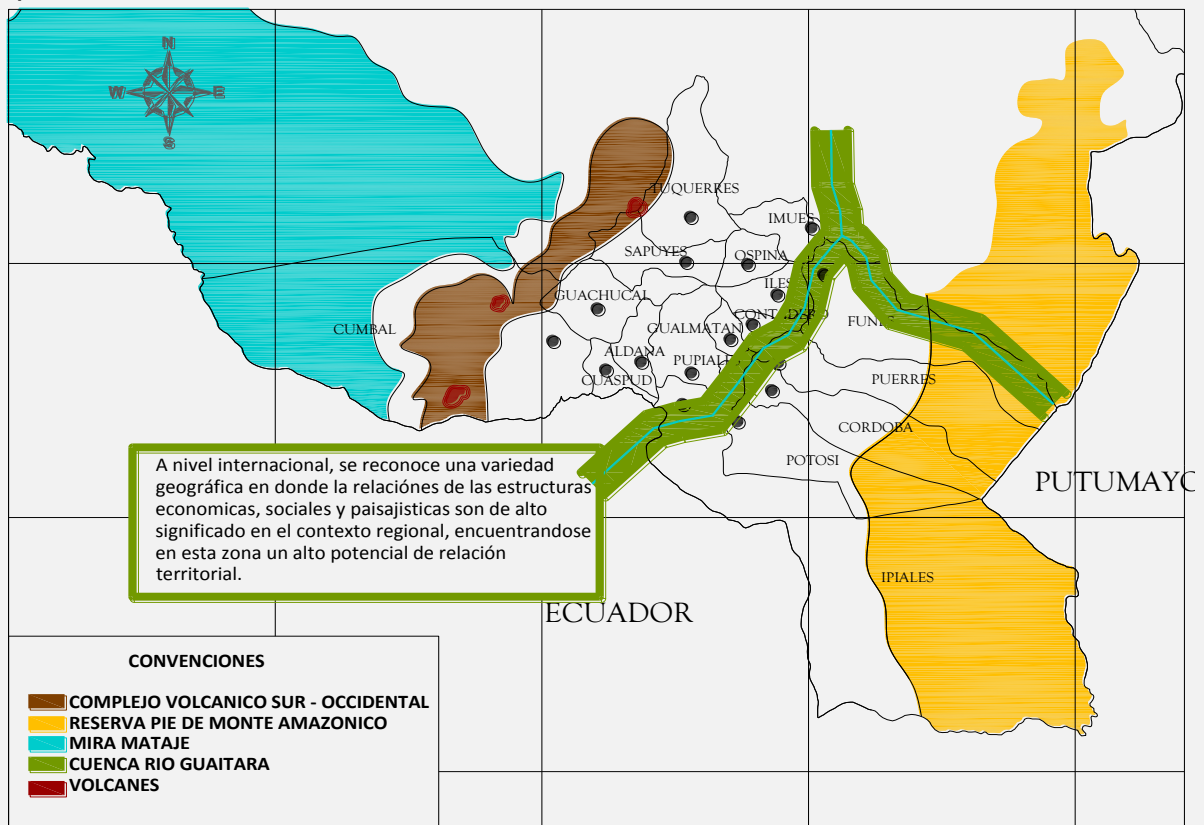 N
W
E
S
TUQUERRES
IMUES
SAPUYES
OSPINA
ILES
GUACHUCAL
CONTADERO
CUMBAL
GUALMATAN
FUNES
ALDANA
PUPIALES
CUASPUD
PUERRES
CORDOBA
POTOSI
PUTUMAYO
A nivel internacional, se reconoce una variedad
geográfica en donde la relaciónes de las estructuras
economicas, sociales y paisajisticas son de alto
significado en el contexto regional, encuentrandose
en esta zona un alto potencial de relación
territorial.
IPIALES
ECUADOR
CONVENCIONES
COMPLEJO VOLCANICO SUR - OCCIDENTAL
RESERVA PIE DE MONTE AMAZONICO
MIRA MATAJE
CUENCA RIO GUAITARA
VOLCANES